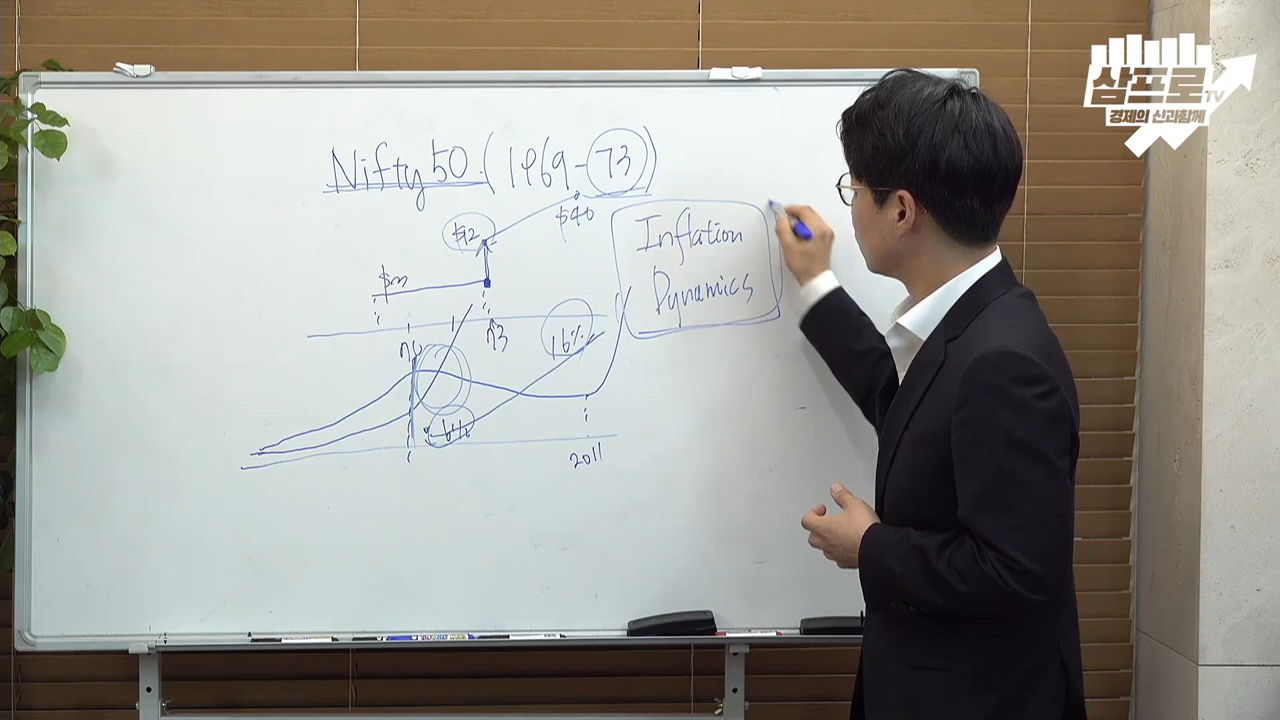 삼프로TV
경제의 신과함께
Nifty 50. (1969-73)
$12
$40
Inflation
Dynamics
$3
73
16%
6%
2011